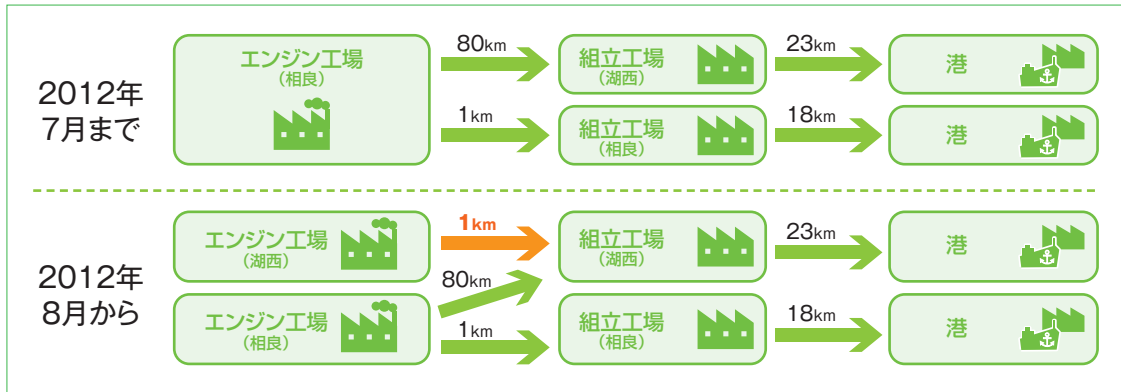 2012年
7月まで
エンジン工場
(相良)
80km
組立工場
(湖西)
23km
港
1km
組立工場
(相良)
18km
港
2012年
8月から
エンジン工場
(湖西)
1km
組立工場
(湖西)
23km
港
エンジン工場
(相良)
80km
1km
組立工場
(相良)
18km
港